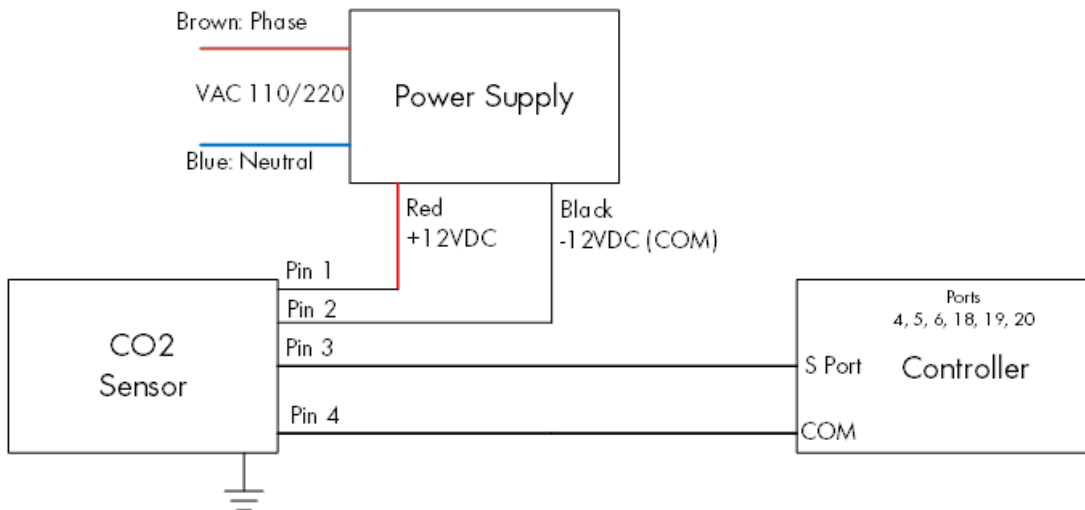 Brown: Phase
VAC 110/220
Power Supply
Blue: Neutral
Red
+12VDC
Black
-12VDC (COM)
Pin 1
Pin 2
Pin 3
Pin 4
CO2
Sensor
Ports
4, 5, 6, 18, 19, 20
S Port
Controller
COM